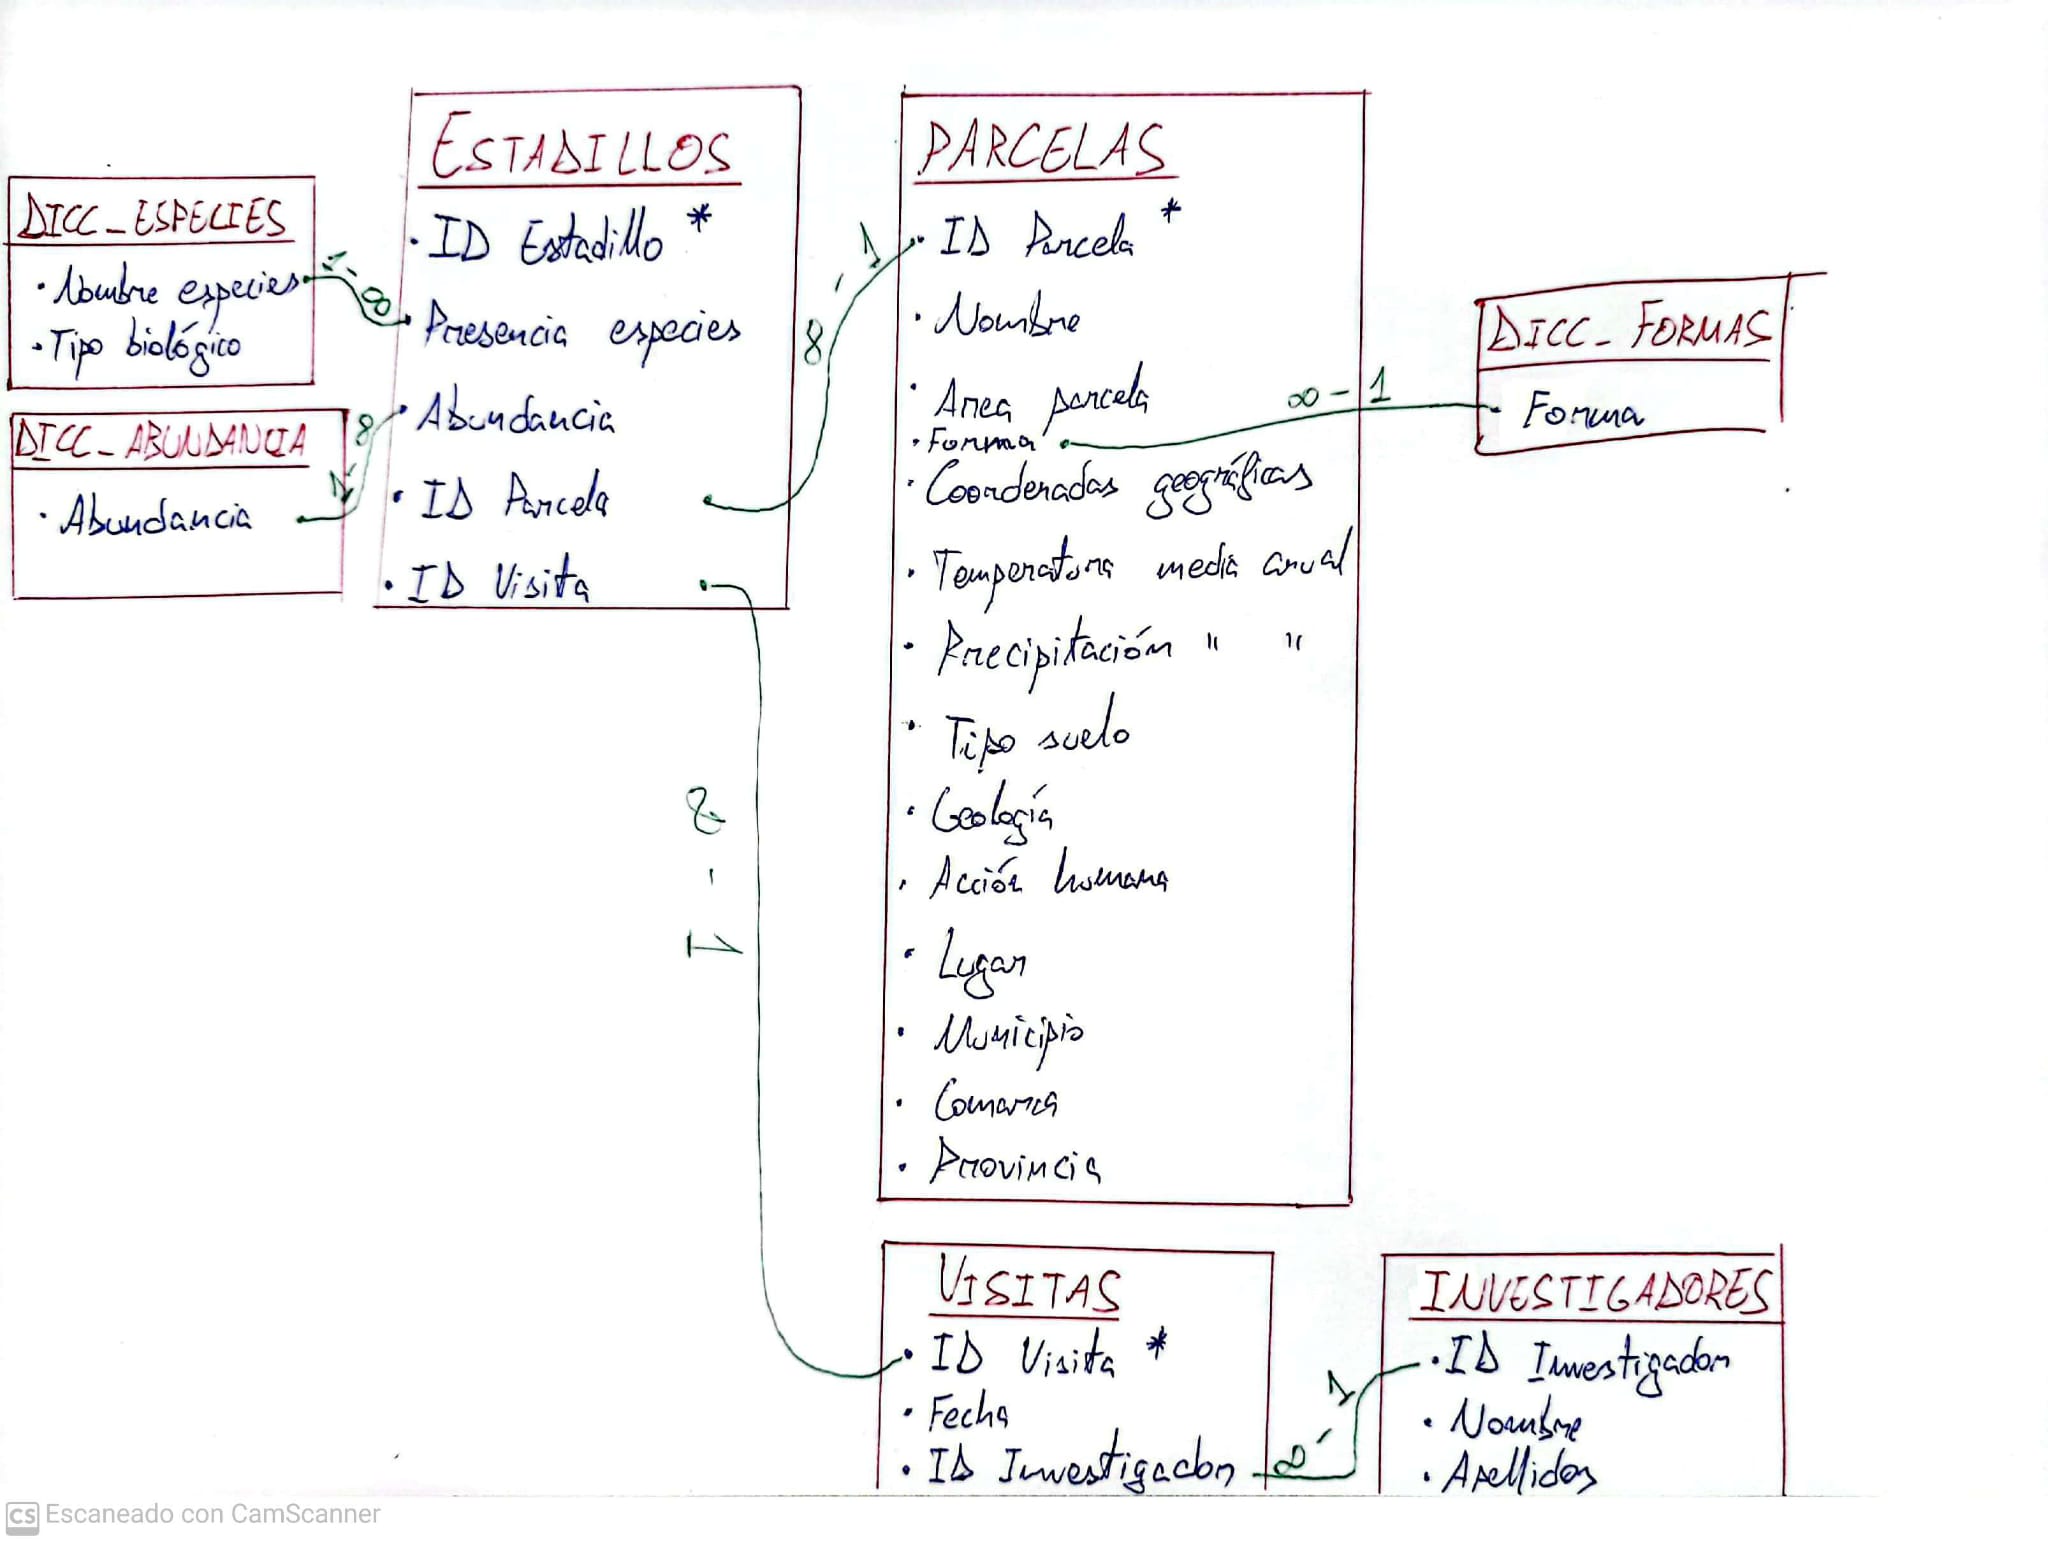 DICC_ESPECIES
· Nombre especies
· Tipo biológico
1-∞
DICC_ABUNDANCIA
· Abundancia
1-∞
ESTADILLOS
· ID Estadillo *
· Presencia especies
· Abundancia
· ID Parcela
· ID Visita
∞-1
∞-1
PARCELAS
· ID Parcela *
· Nombre
· Area parcela
· Forma
· Coorderadas geográficas
· Temperatura media anual
· Precipitación " "
· Tipo suelo
· Geología
· Acción humana
· Lugar
· Municipio
· Comarca
· Provincia
∞-1
DICC_FORMAS
· Forma
VISITAS
· ID Visita *
· Fecha
· ID Investigador
∞-1
INVESTIGADORES
· ID Investigador
· Nombre
· Apellidos
CS Escaneado con CamScanner